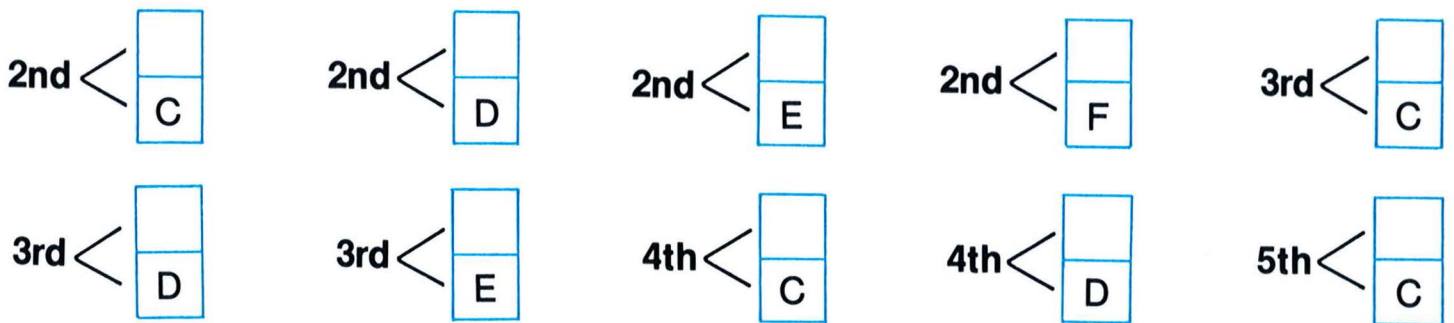 2nd C 2nd D 2nd E 2nd F 3rd C
3rd D 3rd E 4th C 4th D 5th C